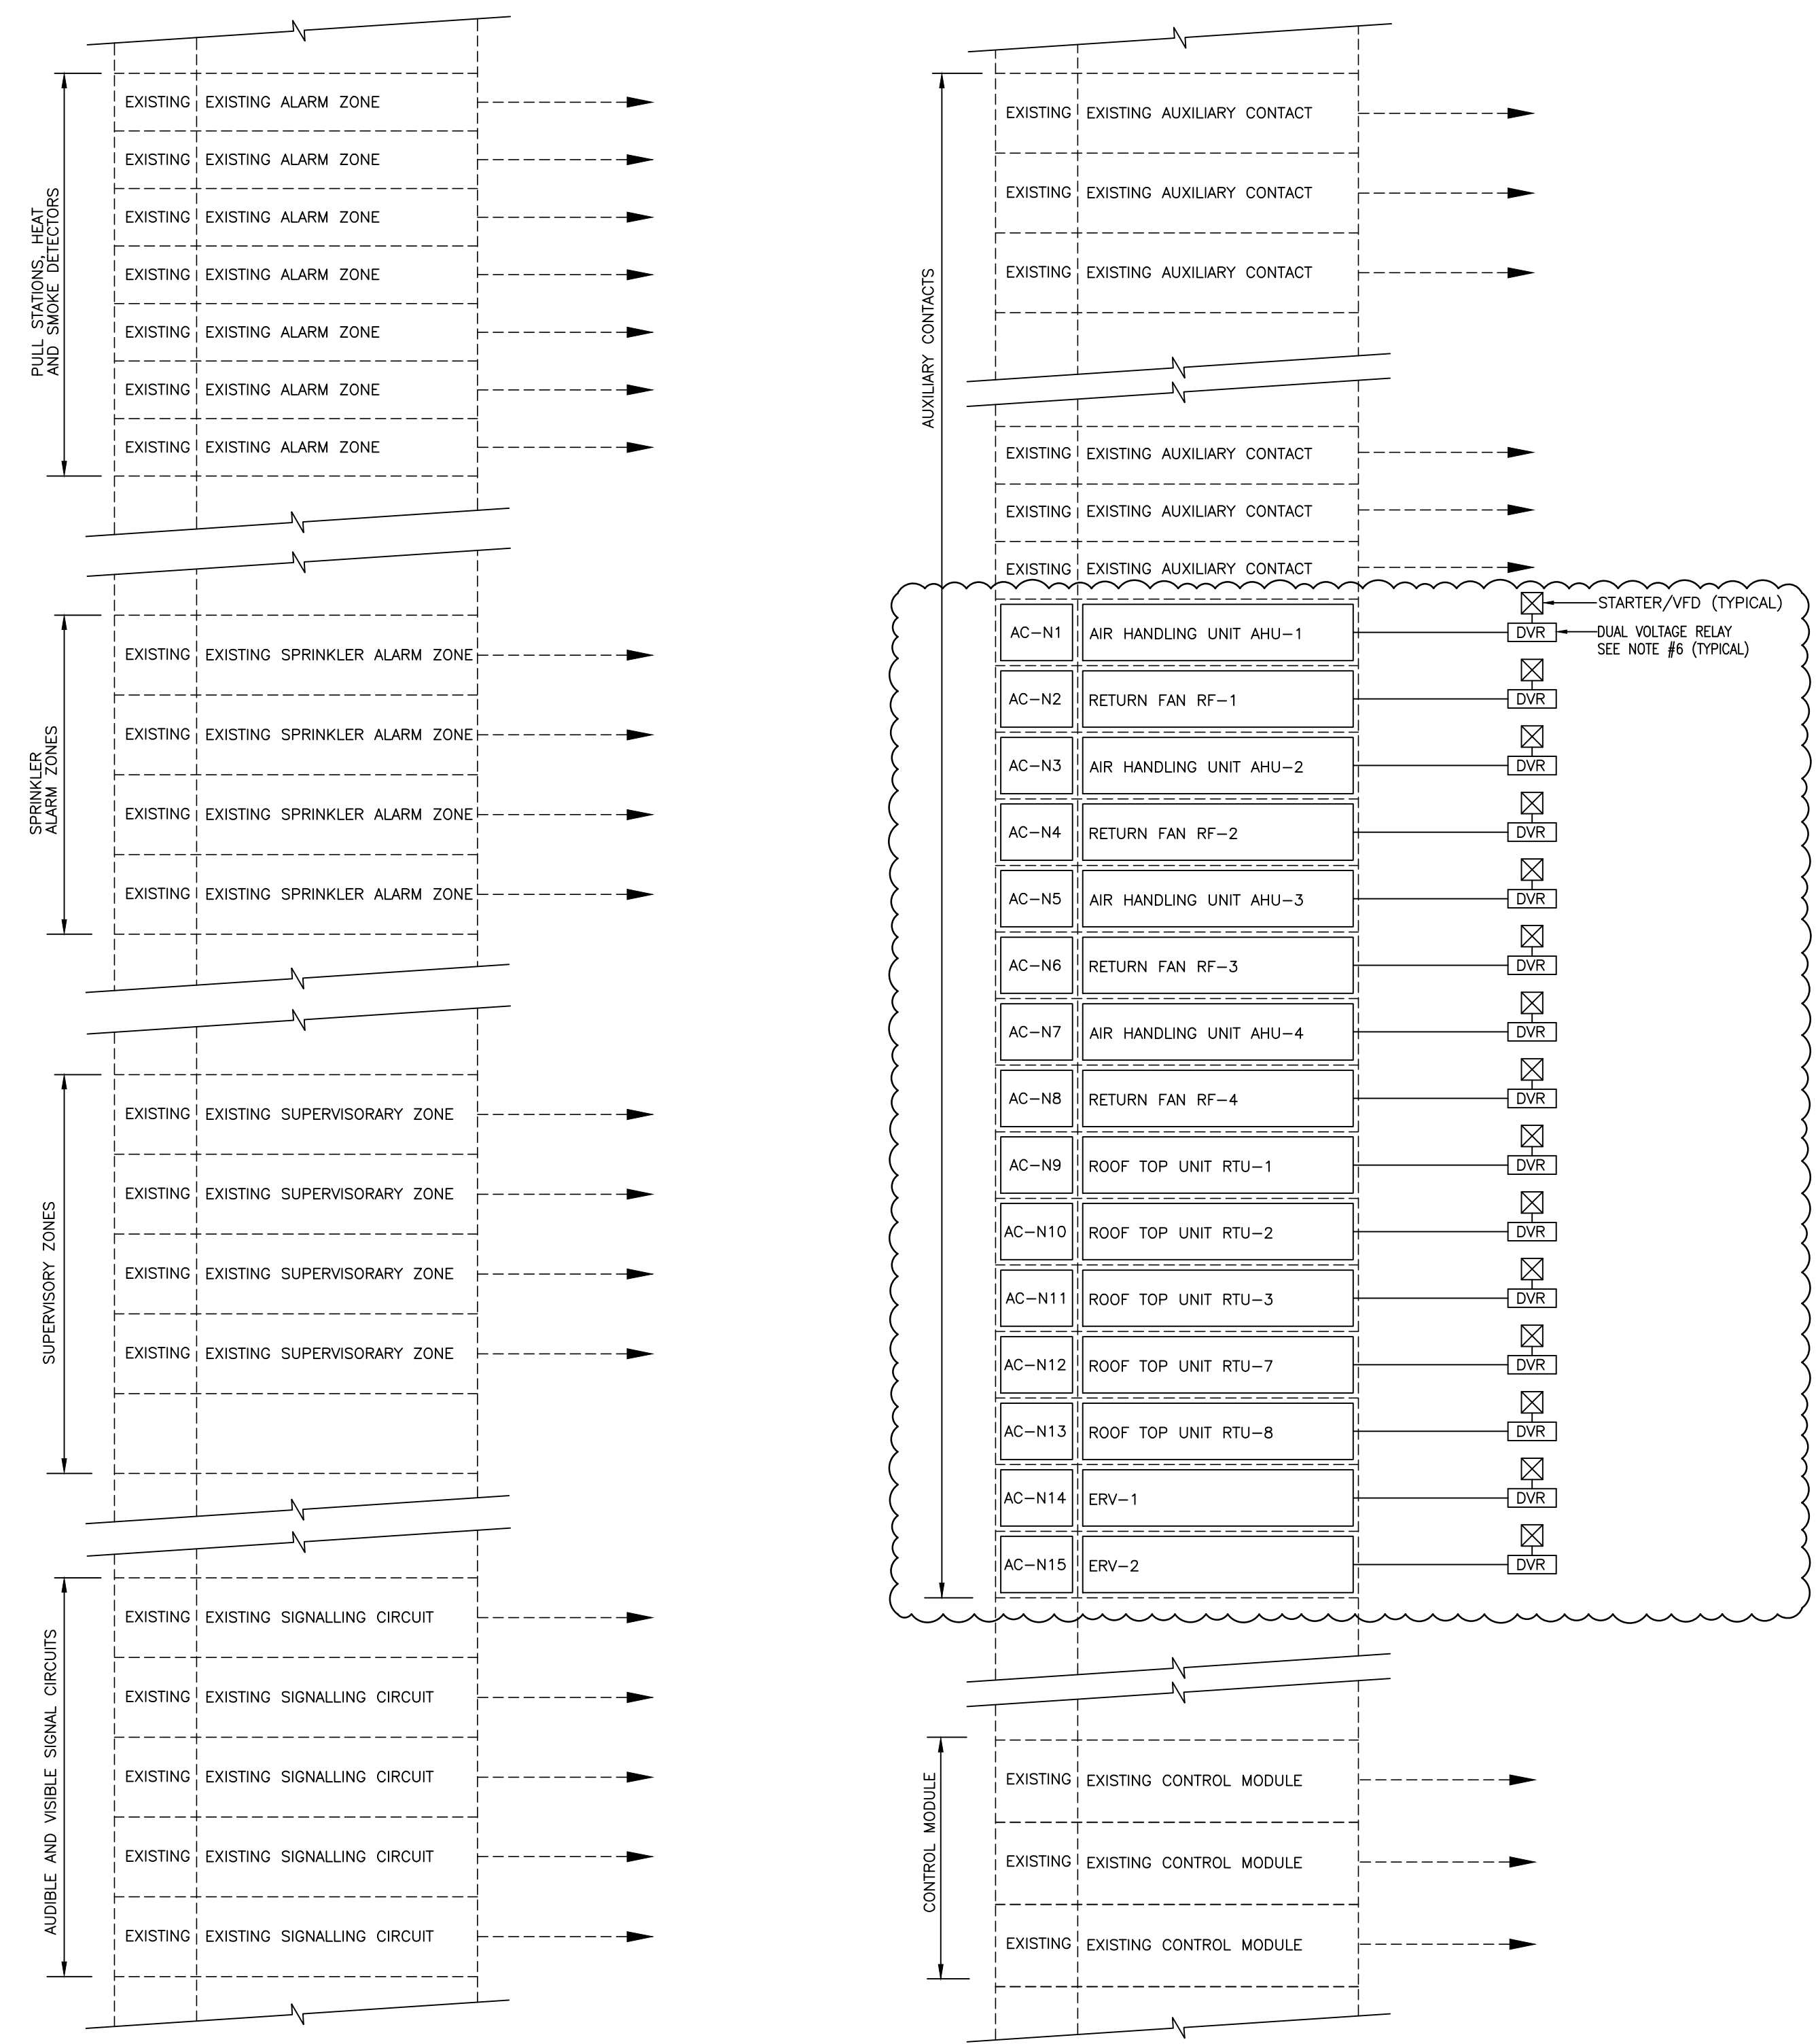 PULL STATIONS, HEAT
AND SMOKE DETECTORS
EXISTING EXISTING ALARM ZONE
EXISTING EXISTING ALARM ZONE
EXISTING EXISTING ALARM ZONE
EXISTING EXISTING ALARM ZONE
EXISTING EXISTING ALARM ZONE
EXISTING EXISTING ALARM ZONE
EXISTING EXISTING ALARM ZONE
SPRINKLER
ALARM ZONES
EXISTING EXISTING SPRINKLER ALARM ZONE
EXISTING EXISTING SPRINKLER ALARM ZONE
EXISTING EXISTING SPRINKLER ALARM ZONE
EXISTING EXISTING SPRINKLER ALARM ZONE
SUPERVISORY ZONES
EXISTING EXISTING SUPERVISORARY ZONE
EXISTING EXISTING SUPERVISORARY ZONE
EXISTING EXISTING SUPERVISORARY ZONE
EXISTING EXISTING SUPERVISORARY ZONE
AUDIBLE AND VISIBLE SIGNAL CIRCUITS
EXISTING EXISTING SIGNALLING CIRCUIT
EXISTING EXISTING SIGNALLING CIRCUIT
EXISTING EXISTING SIGNALLING CIRCUIT
EXISTING EXISTING SIGNALLING CIRCUIT
EXISTING EXISTING SIGNALLING CIRCUIT
AUXILIARY CONTACTS
EXISTING EXISTING AUXILIARY CONTACT
EXISTING EXISTING AUXILIARY CONTACT
EXISTING EXISTING AUXILIARY CONTACT
EXISTING EXISTING AUXILIARY CONTACT
EXISTING EXISTING AUXILIARY CONTACT
EXISTING EXISTING AUXILIARY CONTACT
STARTER/VFD (TYPICAL)
AC-N1 AIR HANDLING UNIT AHU-1 DVR DUAL VOLTAGE RELAY
SEE NOTE #6 (TYPICAL)
AC-N2 RETURN FAN RF-1 DVR
AC-N3 AIR HANDLING UNIT AHU-2 DVR
AC-N4 RETURN FAN RF-2 DVR
AC-N5 AIR HANDLING UNIT AHU-3 DVR
AC-N6 RETURN FAN RF-3 DVR
AC-N7 AIR HANDLING UNIT AHU-4 DVR
AC-N8 RETURN FAN RF-4 DVR
AC-N9 ROOF TOP UNIT RTU-1 DVR
AC-N10 ROOF TOP UNIT RTU-2 DVR
AC-N11 ROOF TOP UNIT RTU-3 DVR
AC-N12 ROOF TOP UNIT RTU-7 DVR
AC-N13 ROOF TOP UNIT RTU-8 DVR
AC-N14 ERV-1 DVR
AC-N15 ERV-2 DVR
CONTROL MODULE
EXISTING EXISTING CONTROL MODULE
EXISTING EXISTING CONTROL MODULE
EXISTING EXISTING CONTROL MODULE